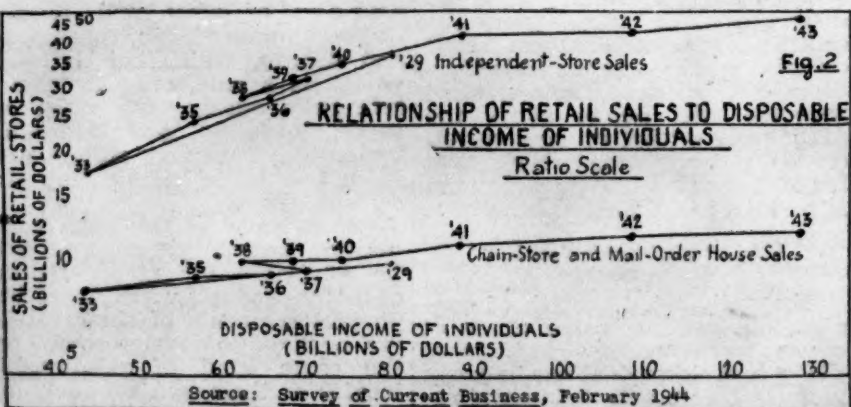 45 50
40
35
30
25
20
15
10
5
SALES OF RETAIL STORES
(BILLIONS OF DOLLARS)
'41
'42
'43
'40
'37
'39
'38
'29
'36
'35
'33
Independent-Store Sales
Fig.2
RELATIONSHIP OF RETAIL SALES TO DISPOSABLE
INCOME OF INDIVIDUALS
Ratio Scale
'41
'42
'43
'38
'39
'40
'29
'35
'36
'37
'33
Chain-Store and Mail-Order House Sales
DISPOSABLE INCOME OF INDIVIDUALS
(BILLIONS OF DOLLARS)
40 50 60 70 80 90 100 110 120 130
Source: Survey of Current Business, February 1944